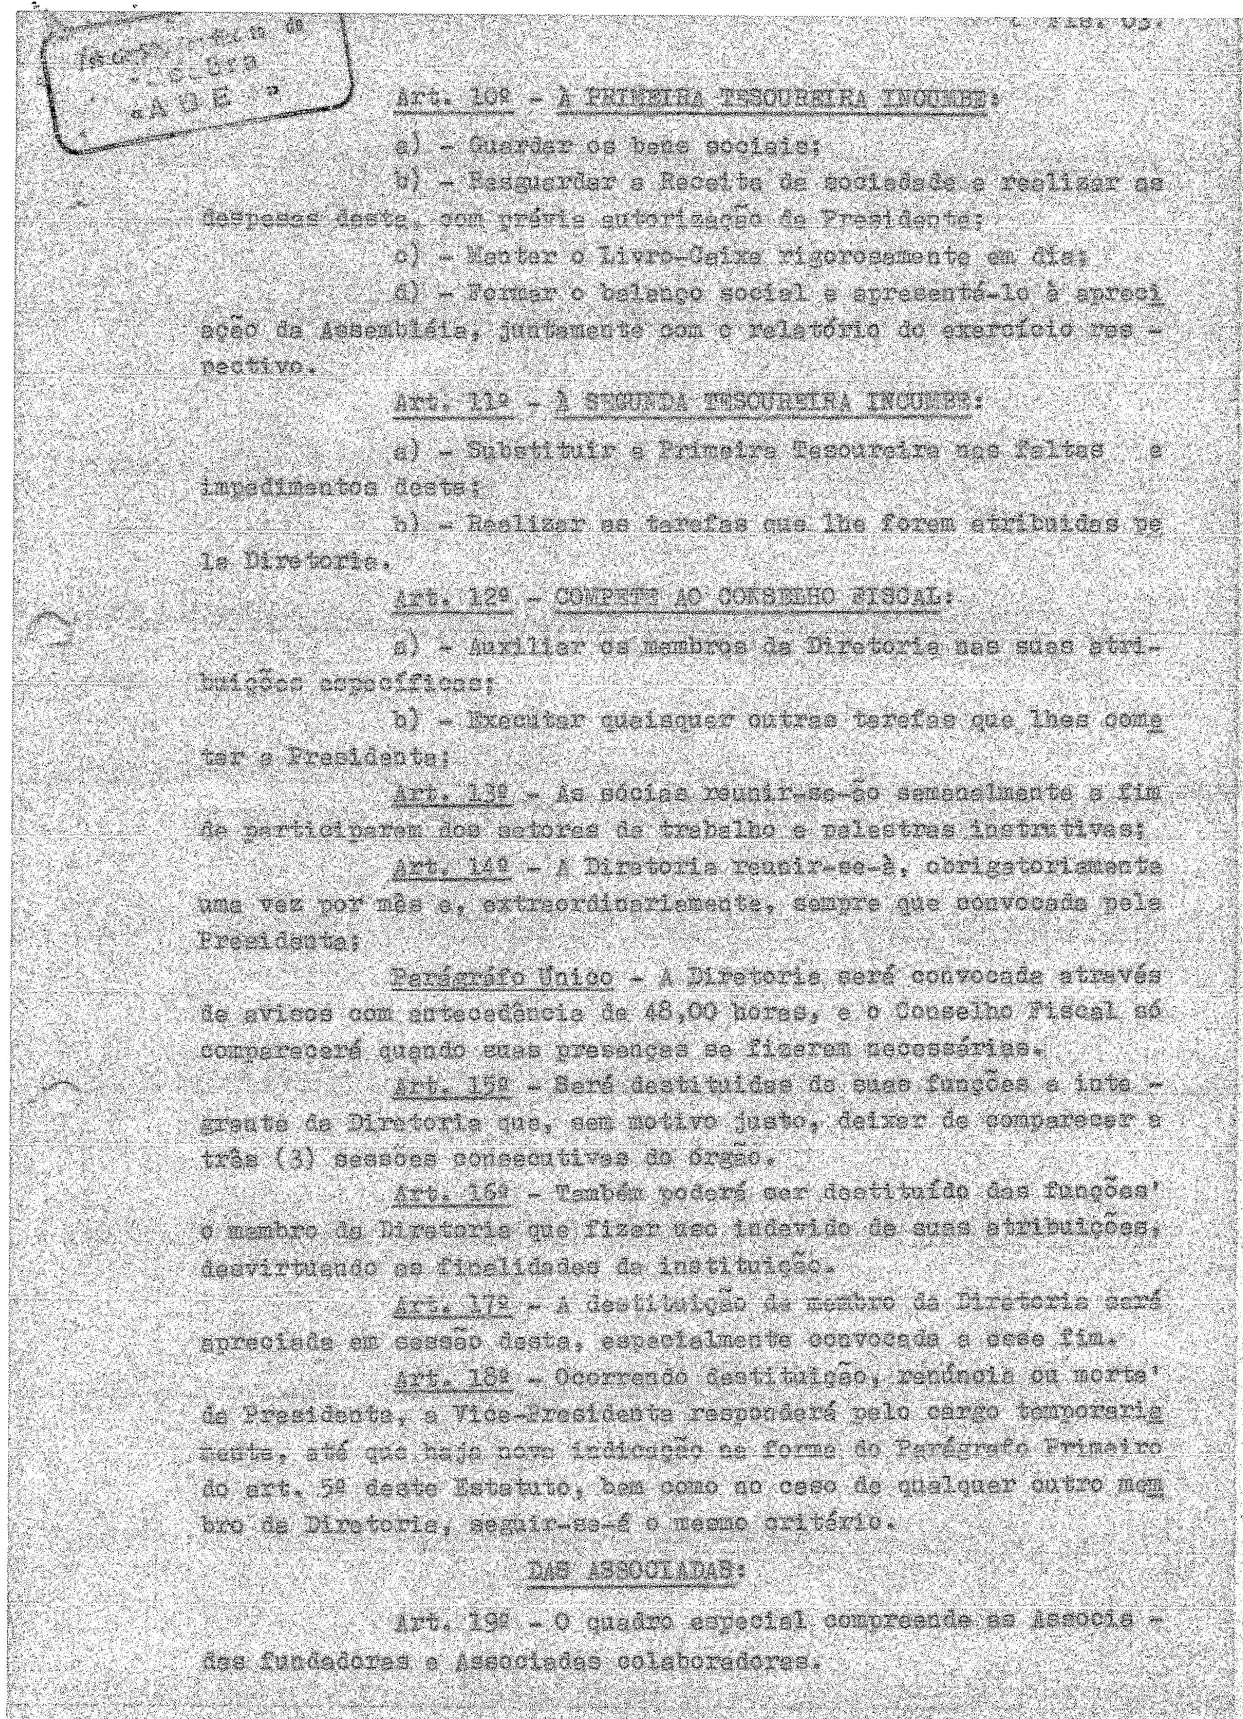 Fls. 03.
Art. 10º - À PRIMEIRA TESOUREIRA INCUMBE:
a) - Guardar os bens sociais;
b) - Resguardar a Receita da sociedade e realizar as
despesas desta, com prévia autorização da Presidente;
c) - Manter o Livro-Caixa rigorosamente em dia;
d) - Formar o balanço social e apresentá-lo à apreci
ação da Assembléia, juntamente com o relatório do exercício res -
pectivo.
Art. 11º - À SEGUNDA TESOUREIRA INCUMBE:
a) - Substituir a Primeira Tesoureira nas faltas e
impedimentos desta;
b) - Realizar as tarefas que lhe forem atribuidas pe
la Diretoria.
Art. 12º - COMPETE AO CONSELHO FISCAL:
a) - Auxiliar os membros da Diretoria nas suas atri-
buições específicas;
b) - Executar quaisquer outras tarefas que lhes come
ter a Presidente;
Art. 13º - As sócias reunir-se-ão semanalmente a fim
de participarem dos setores de trabalho e palestras instrutivas;
Art. 14º - A Diretoria reunir-se-à, obrigatoriamente
uma vez por mês e, extraordinariamente, sempre que convocada pela
Presidente;
Parágráfo Único - A Diretoria será convocada através
de avisos com antecedência de 48,00 horas, e o Conselho Fiscal só
comparecerá quando suas presenças se fizerem necessárias.
Art. 15º - Será destituidas de suas funções a inte -
grante da Diretoria que, sem motivo justo, deixar de comparecer a
três (3) sessões consecutivas do órgão.
Art. 16º - Também poderá ser destituído das funções'
o membro da Diretoria que fizer uso indevido de suas atribuições,
desvirtuando as finalidades da instituição.
Art. 17º - A destituição de membro da Diretoria será
apreciada em sessão desta, especialmente convocada a esse fim.
Art. 18º - Ocorrendo destituição, renúncia ou morte'
da Presidente, a Vice-Presidente responderá pelo cargo temporaria
mente, até que haja nova indicação na forma do Parágrafo Primeiro
do art. 5º deste Estatuto, bem como no caso de qualquer outro mem
bro da Diretoria, seguir-se-á o mesmo critério.
DAS ASSOCIADAS:
Art. 19º - O quadro especial compreende as Associa -
das fundadoras e Associadas colaboradoras.